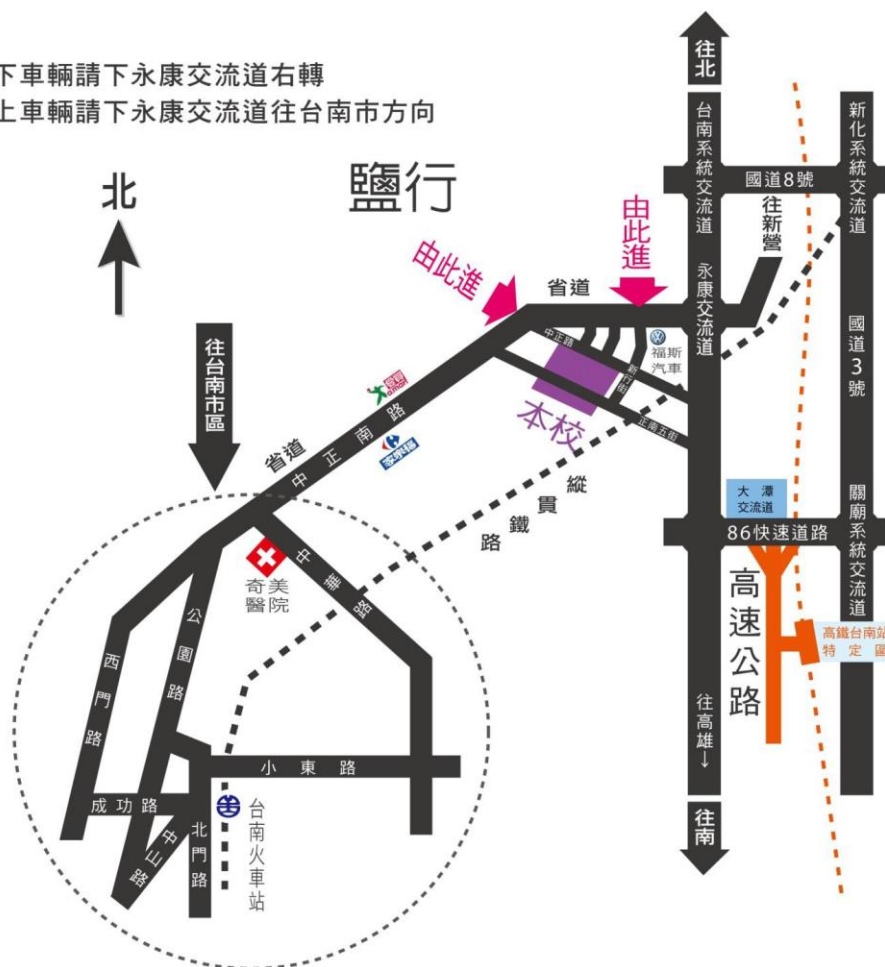 下車輛請下永康交流道右轉
上車輛請下永康交流道往台南市方向
北
鹽行
往北
台南系統交流道
新化系統交流道
國道8號
往新營
由此進
由此進
省道
永康交流道
國道3號
中正路
福斯
汽車
新行街
本校
正南五街
往台南市區
省道
中正南路
家樂福
縱貫鐵路
大潭
交流道
86快速道路
關廟系統交流道
高速公路
高鐵台南站
特定區
奇美
醫院
中華路
公園路
西門路
小東路
成功路
中山路
北門路
台南火車站
往高雄↓
往南